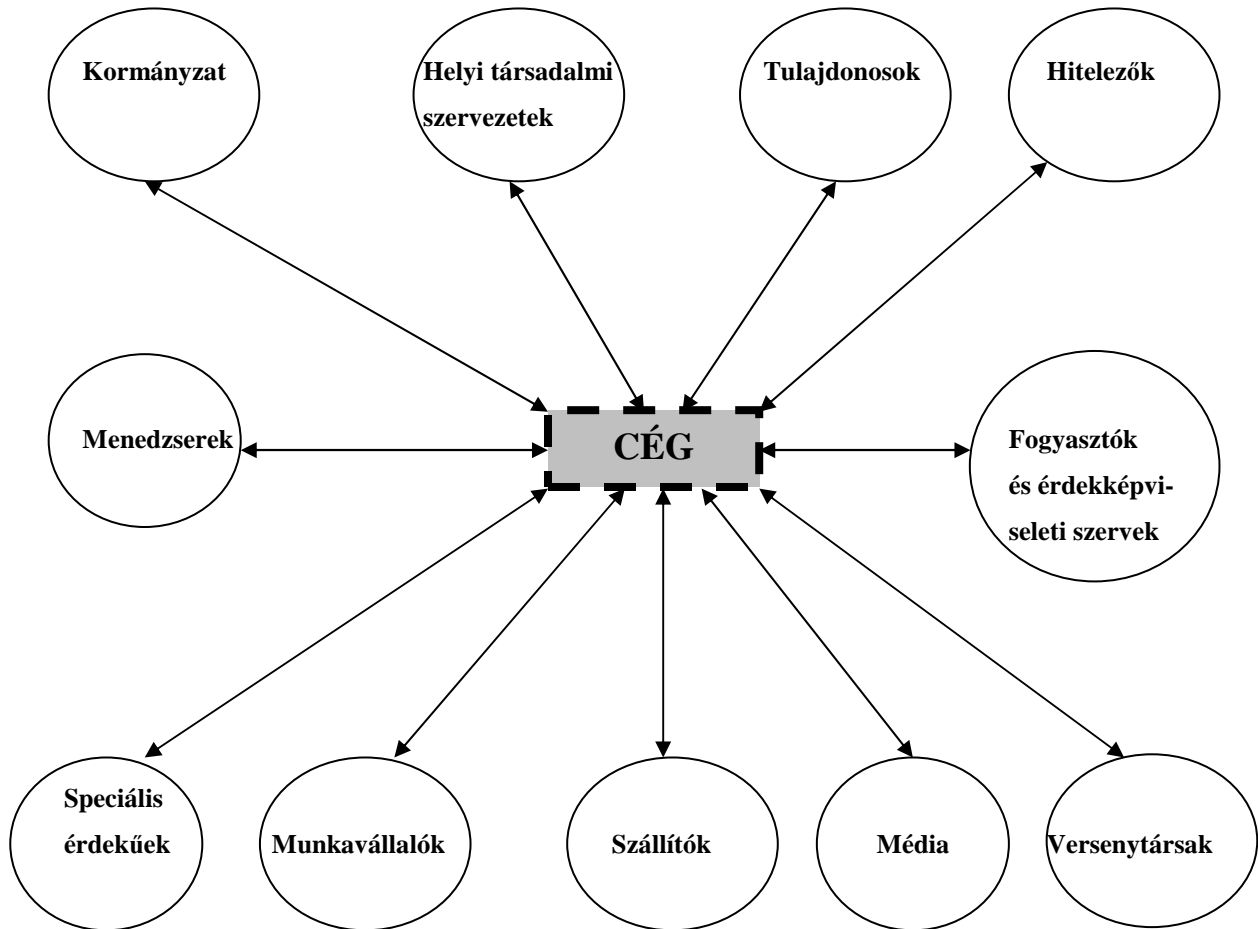 Kormányzat
Helyi társadalmi
szervezetek
Tulajdonosok
Hitelezők
Menedzserek
CÉG
Fogyasztók
és érdekképvi-
seleti szervek
Speciális
érdekűek
Munkavállalók
Szállítók
Média
Versenytársak